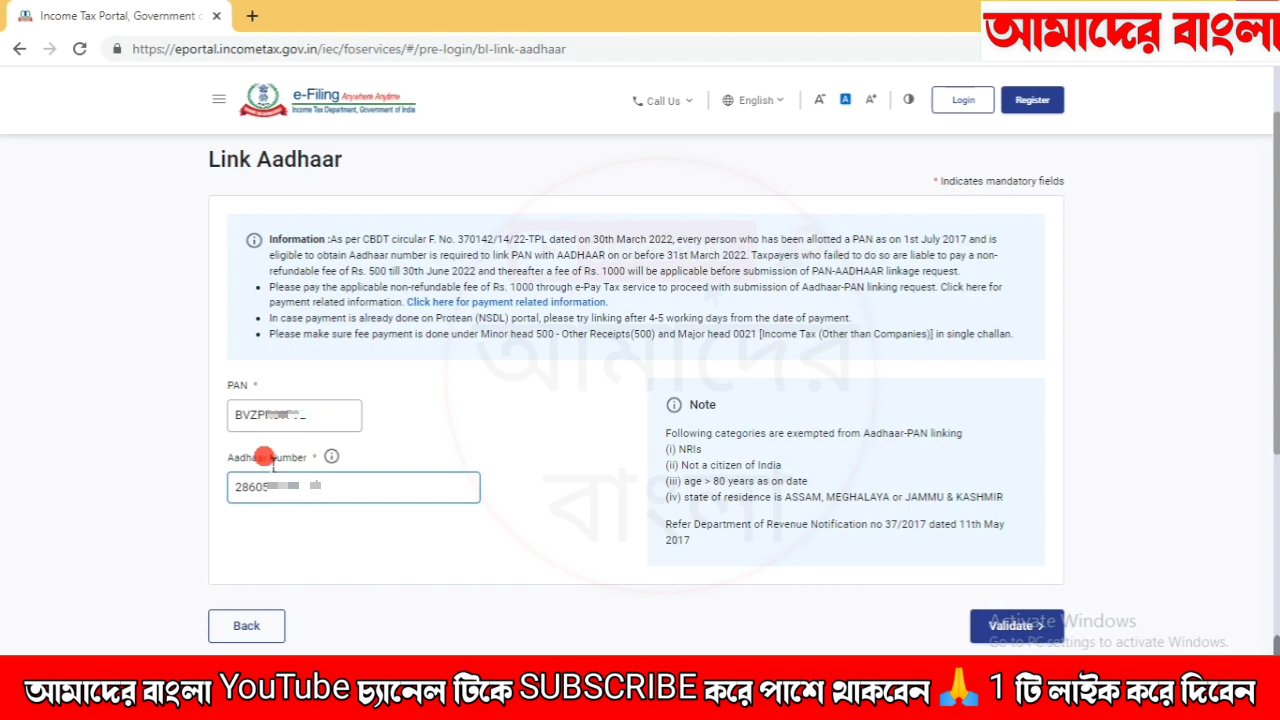 Income Tax Portal, Government
https://eportal.incometax.gov.in/iec/foservices/#/pre-login/bl-link-aadhaar
আমাদের বাংলা
e-Filing Anywhere Anytime
Income Tax Department, Government of India
Call Us
English
A-
A
A+
Login
Register
Link Aadhaar
* Indicates mandatory fields
Information :As per CBDT circular F. No. 370142/14/22-TPL dated on 30th March 2022, every person who has been allotted a PAN as on 1st July 2017 and is
eligible to obtain Aadhaar number is required to link PAN with AADHAAR on or before 31st March 2022. Taxpayers who failed to do so are liable to pay a non-
refundable fee of Rs. 500 till 30th June 2022 and thereafter a fee of Rs. 1000 will be applicable before submission of PAN-AADHAAR linkage request.
Please pay the applicable non-refundable fee of Rs. 1000 through e-Pay Tax service to proceed with submission of Aadhaar-PAN linking request. Click here for
payment related information. Click here for payment related information.
In case payment is already done on Protean (NSDL) portal, please try linking after 4-5 working days from the date of payment.
Please make sure fee payment is done under Minor head 500 - Other Receipts(500) and Major head 0021 [Income Tax (Other than Companies)] in single challan.
আমাদের
বাংলা
PAN *
Aadhaar Number *
Note
Following categories are exempted from Aadhaar-PAN linking
(i) NRIs
(ii) Not a citizen of India
(iii) age > 80 years as on date
(iv) state of residence is ASSAM, MEGHALAYA or JAMMU & KASHMIR
Refer Department of Revenue Notification no 37/2017 dated 11th May
2017
Back
Validate >
Activate Windows
Go to PC settings to activate Windows.
আমাদের বাংলা YouTube চ্যানেল টিকে SUBSCRIBE করে পাশে থাকবেন 🙏 1 টি লাইক করে দিবেন